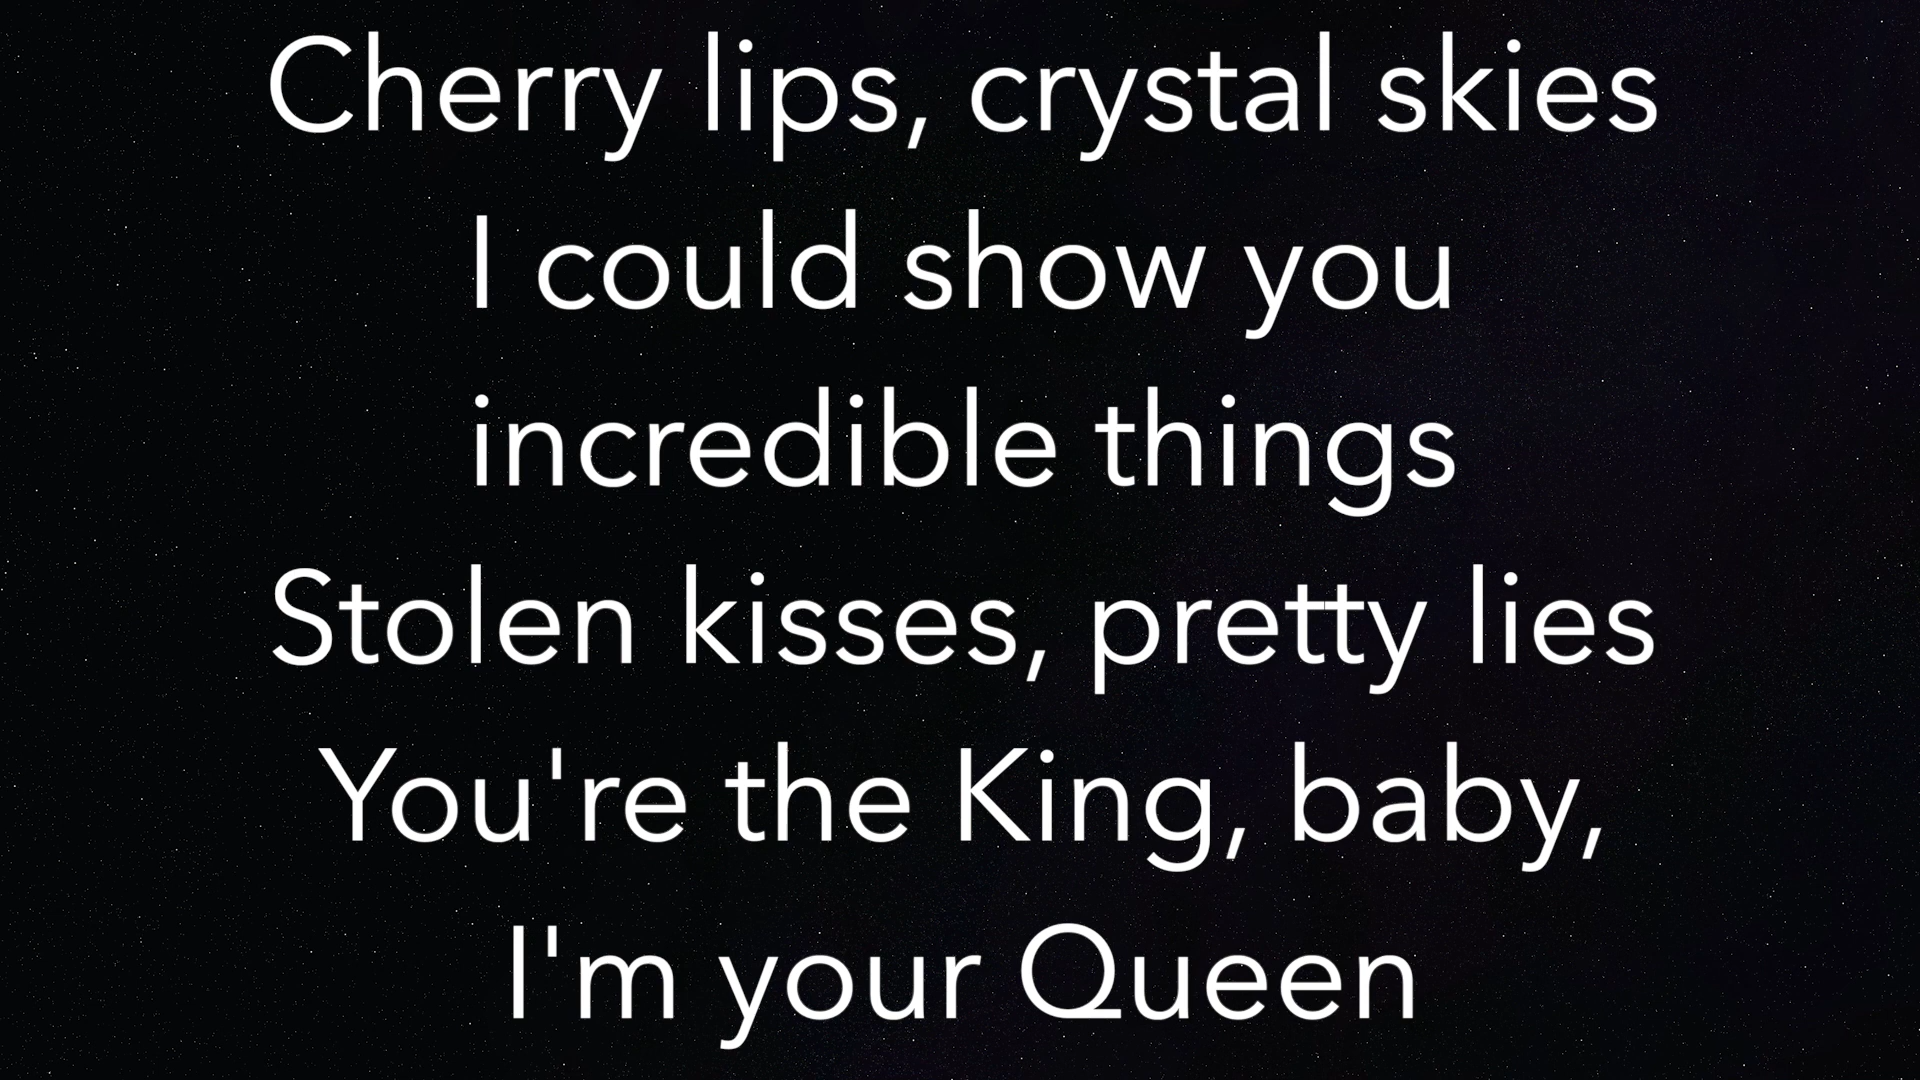 Cherry lips, crystal skies
I could show you
incredible things
Stolen kisses, pretty lies
You're the King, baby,
I'm your Queen